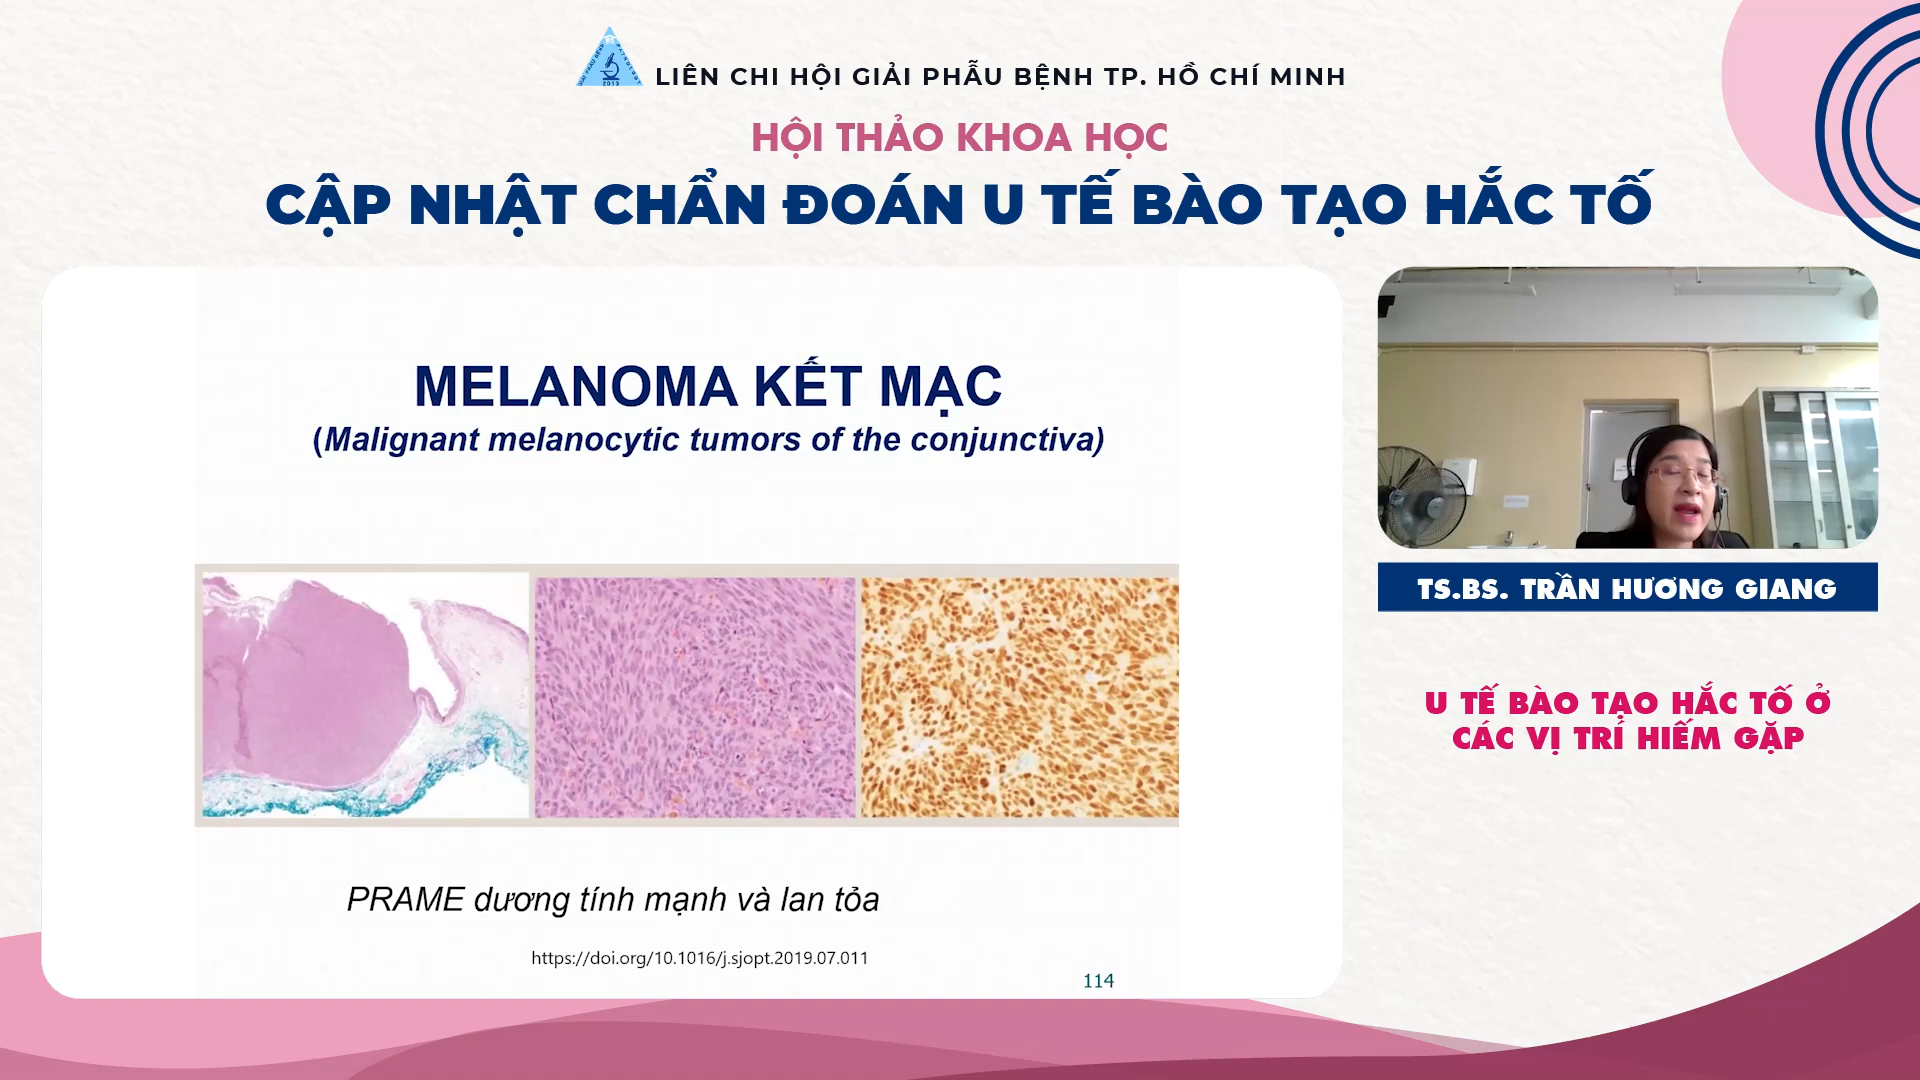 2013
LIÊN CHI HỘI GIẢI PHẪU BỆNH TP. HỒ CHÍ MINH
HỘI THẢO KHOA HỌC
CẬP NHẬT CHẨN ĐOÁN U TẾ BÀO TẠO HẮC TỐ
MELANOMA KẾT MẠC
(Malignant melanocytic tumors of the conjunctiva)
PRAME dương tính mạnh và lan tỏa
https://doi.org/10.1016/j.sjopt.2019.07.011
114
TS.BS. TRẦN HƯƠNG GIANG
U TẾ BÀO TẠO HẮC TỐ Ở
CÁC VỊ TRÍ HIẾM GẶP